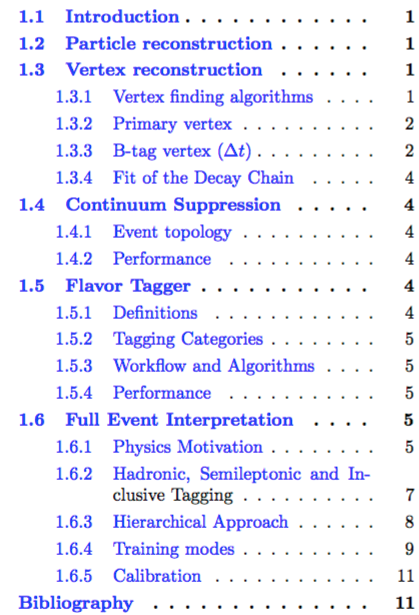 1.1 Introduction . . . . . . . . . . . . 1
1.2 Particle reconstruction . . . . . . 1
1.3 Vertex reconstruction . . . . . . 1
1.3.1 Vertex finding algorithms . . . . 1
1.3.2 Primary vertex . . . . . . . . . . 2
1.3.3 B-tag vertex (Δt) . . . . . . . . . 2
1.3.4 Fit of the Decay Chain . . . . . 4
1.4 Continuum Suppression . . . . . 4
1.4.1 Event topology . . . . . . . . . . 4
1.4.2 Performance . . . . . . . . . . . 4
1.5 Flavor Tagger . . . . . . . . . . . 4
1.5.1 Definitions . . . . . . . . . . . . 4
1.5.2 Tagging Categories . . . . . . . . 5
1.5.3 Workflow and Algorithms . . . . 5
1.5.4 Performance . . . . . . . . . . . 5
1.6 Full Event Interpretation . . . . 5
1.6.1 Physics Motivation . . . . . . . . 5
1.6.2 Hadronic, Semileptonic and In-
clusive Tagging . . . . . . . . . . 7
1.6.3 Hierarchical Approach . . . . . . 8
1.6.4 Training modes . . . . . . . . . . 9
1.6.5 Calibration . . . . . . . . . . . . 11
Bibliography . . . . . . . . . . . . . . 11